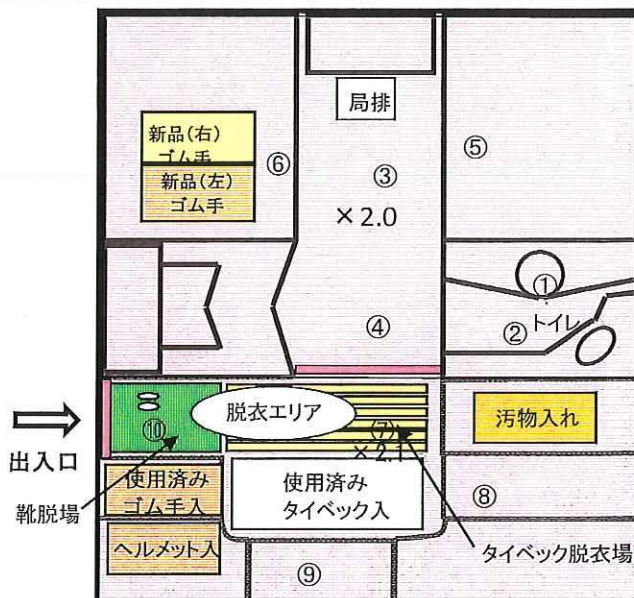 局排
新品(右)
ゴム手
新品(左)
ゴム手
⑥
③
⑤
×2.0
①
トイレ
②
④
脱衣エリア
⑩
⑦
×2.1
汚物入れ
出入口
使用済み
ゴム手入
使用済み
タイベック入
⑧
靴脱場
ヘルメット入
タイベック脱衣場
⑨